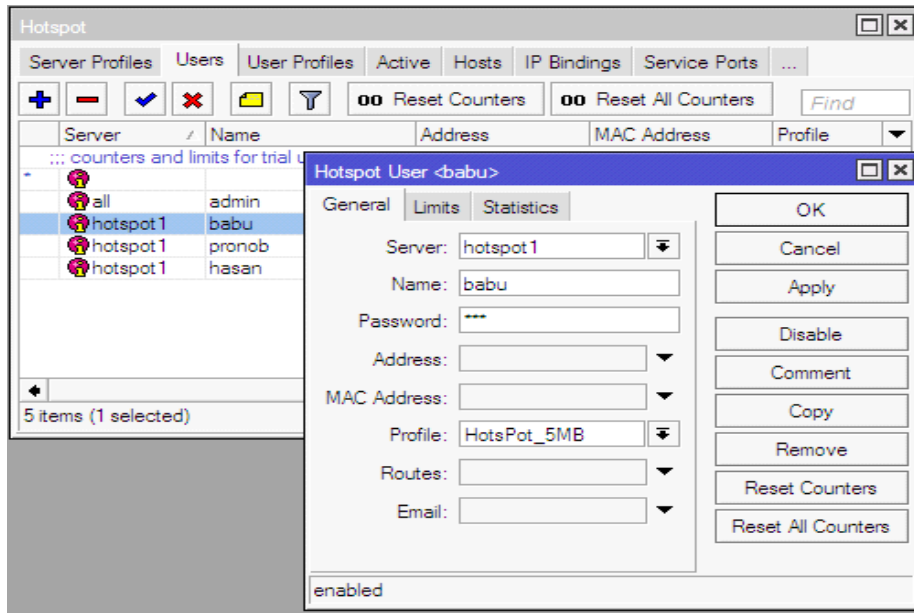 Hotspot
Server Profiles Users User Profiles Active Hosts IP Bindings Service Ports ...
00 Reset Counters 00 Reset All Counters Find
Server / Name Address MAC Address Profile
;;; counters and limits for trial u
*
all admin
hotspot1 babu
hotspot1 pronob
hotspot1 hasan
5 items (1 selected)
Hotspot User <babu>
General Limits Statistics
Server: hotspot1
Name: babu
Password: ***
Address:
MAC Address:
Profile: HotsPot_5MB
Routes:
Email:
OK
Cancel
Apply
Disable
Comment
Copy
Remove
Reset Counters
Reset All Counters
enabled